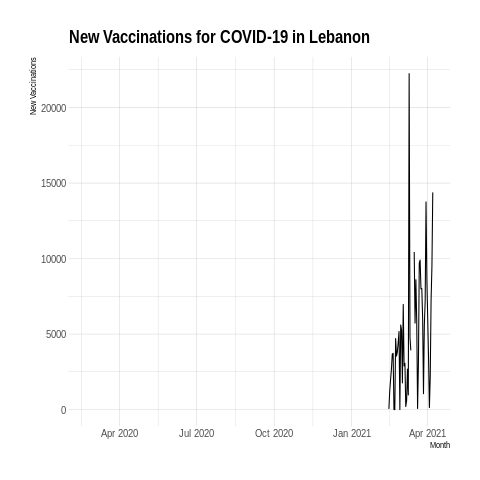 New Vaccinations for COVID-19 in Lebanon
New Vaccinations
20000
15000
10000
5000
0
Apr 2020 Jul 2020 Oct 2020 Jan 2021 Apr 2021
Month